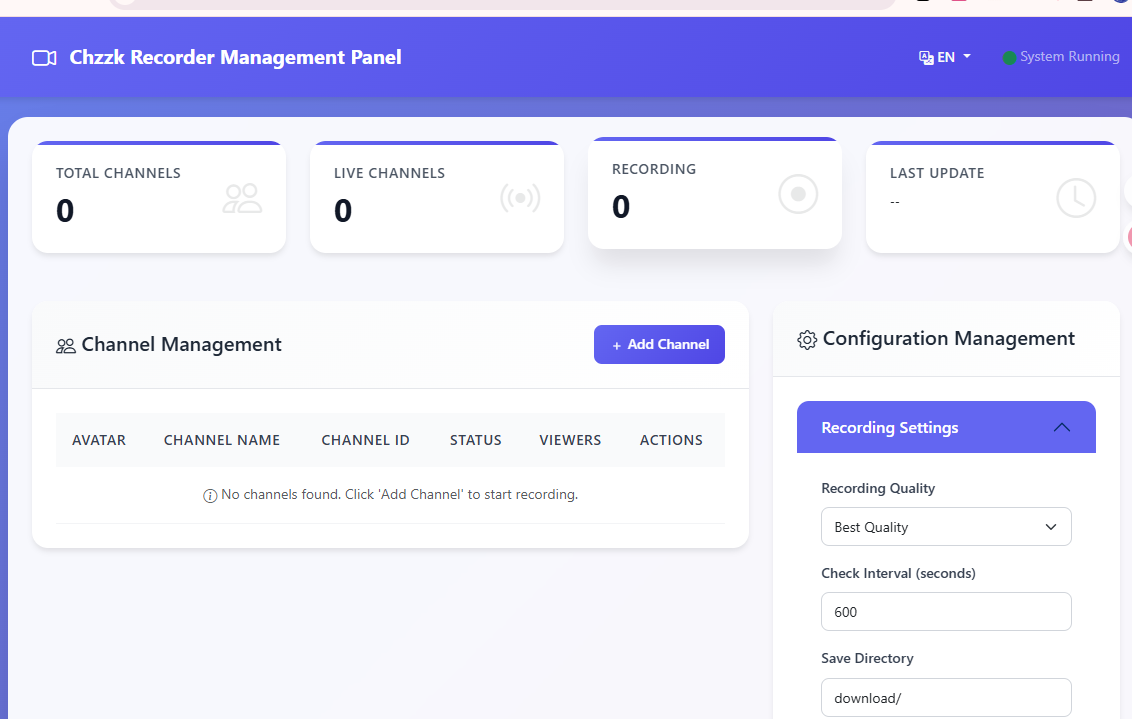 Chzzk Recorder Management Panel
EN
System Running
TOTAL CHANNELS
0
LIVE CHANNELS
0
RECORDING
0
LAST UPDATE
--
Channel Management
+ Add Channel
AVATAR CHANNEL NAME CHANNEL ID STATUS VIEWERS ACTIONS
No channels found. Click 'Add Channel' to start recording.
Configuration Management
Recording Settings
Recording Quality
Best Quality
Check Interval (seconds)
600
Save Directory
download/